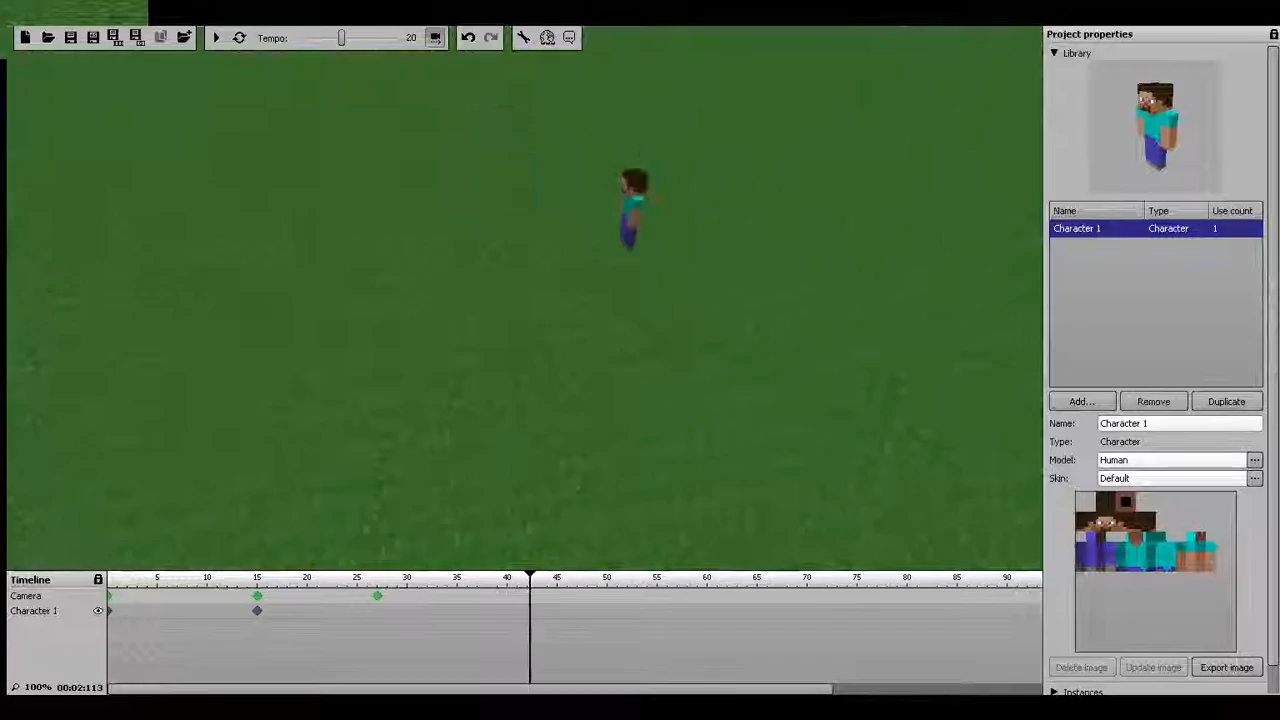 Tempo: 20
Project properties
Library
Name Type Use count
Character 1 Character 1
Add... Remove Duplicate
Name: Character 1
Type: Character
Model: Human
Skin: Default
Delete image Update image Export image
Instances
Timeline 5 10 15 20 25 30 35 40 45 50 55 60 65 70 75 80 85 90
Camera
Character 1
100% 00:02:113